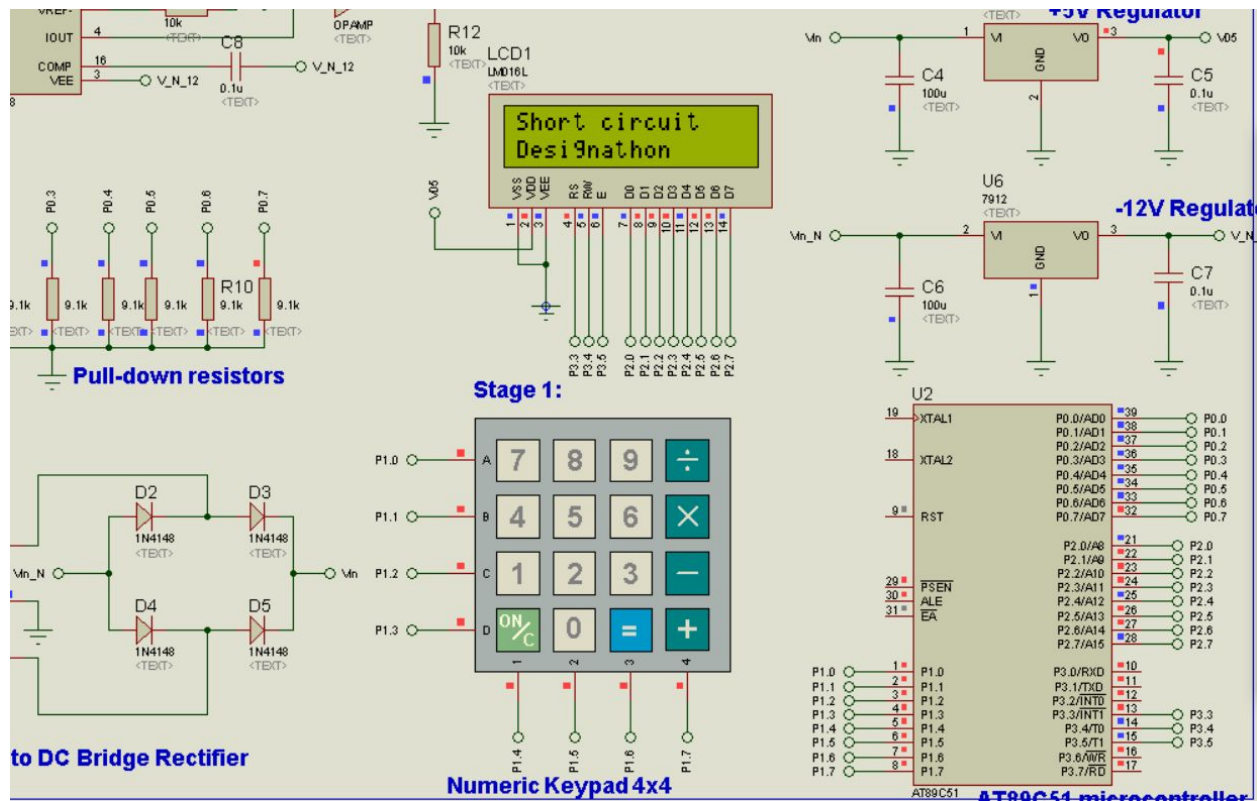 IOUT
4
10k
<TEXT>
COMP
16
VEE
3
C8
0.1u
<TEXT>
V_N_12
V_N_12
OPAMP
<TEXT>
R12
10k
<TEXT>
LCD1
LM016L
<TEXT>
Short circuit
Designathon
VSS
VDD
VEE
RS
RW
E
D0
D1
D2
D3
D4
D5
D6
D7
1
2
3
4
5
6
7
8
9
10
11
12
13
14
V05
P3.3
P3.4
P3.5
P2.0
P2.1
P2.2
P2.3
P2.4
P2.5
P2.6
P2.7
<TEXT>
+5V Regulator
Vin
1
VI
VO
3
V05
GND
2
C4
100u
<TEXT>
C5
0.1u
<TEXT>
U6
7912
<TEXT>
Vin_N
2
VI
VO
3
GND
1
C6
100u
<TEXT>
C7
0.1u
<TEXT>
P0.3
P0.4
P0.5
P0.6
P0.7
9.1k
9.1k
9.1k
9.1k
R10
9.1k
<TEXT>
<TEXT>
<TEXT>
<TEXT>
Pull-down resistors
Stage 1:
D2
1N4148
<TEXT>
D3
1N4148
<TEXT>
Vin_N
Vin
D4
1N4148
<TEXT>
D5
1N4148
<TEXT>
to DC Bridge Rectifier
P1.0
A
7
8
9
÷
P1.1
B
4
5
6
×
P1.2
C
1
2
3
−
P1.3
D
ON/C
0
=
+
1
2
3
4
P1.4
P1.5
P1.6
P1.7
Numeric Keypad 4x4
U2
19
XTAL1
18
XTAL2
9
RST
29
PSEN
30
ALE
31
EA
P1.0
1
P1.0
P1.1
2
P1.1
P1.2
3
P1.2
P1.3
4
P1.3
P1.4
5
P1.4
P1.5
6
P1.5
P1.6
7
P1.6
P1.7
8
P1.7
P0.0/AD0
39
P0.0
P0.1/AD1
38
P0.1
P0.2/AD2
37
P0.2
P0.3/AD3
36
P0.3
P0.4/AD4
35
P0.4
P0.5/AD5
34
P0.5
P0.6/AD6
33
P0.6
P0.7/AD7
32
P0.7
P2.0/A8
21
P2.0
P2.1/A9
22
P2.1
P2.2/A10
23
P2.2
P2.3/A11
24
P2.3
P2.4/A12
25
P2.4
P2.5/A13
26
P2.5
P2.6/A14
27
P2.6
P2.7/A15
28
P2.7
P3.0/RXD
10
P3.1/TXD
11
P3.2/INT0
12
P3.3/INT1
13
P3.3
P3.4/T0
14
P3.4
P3.5/T1
15
P3.5
P3.6/WR
16
P3.7/RD
17
AT89C51
AT89C51 microcontroller